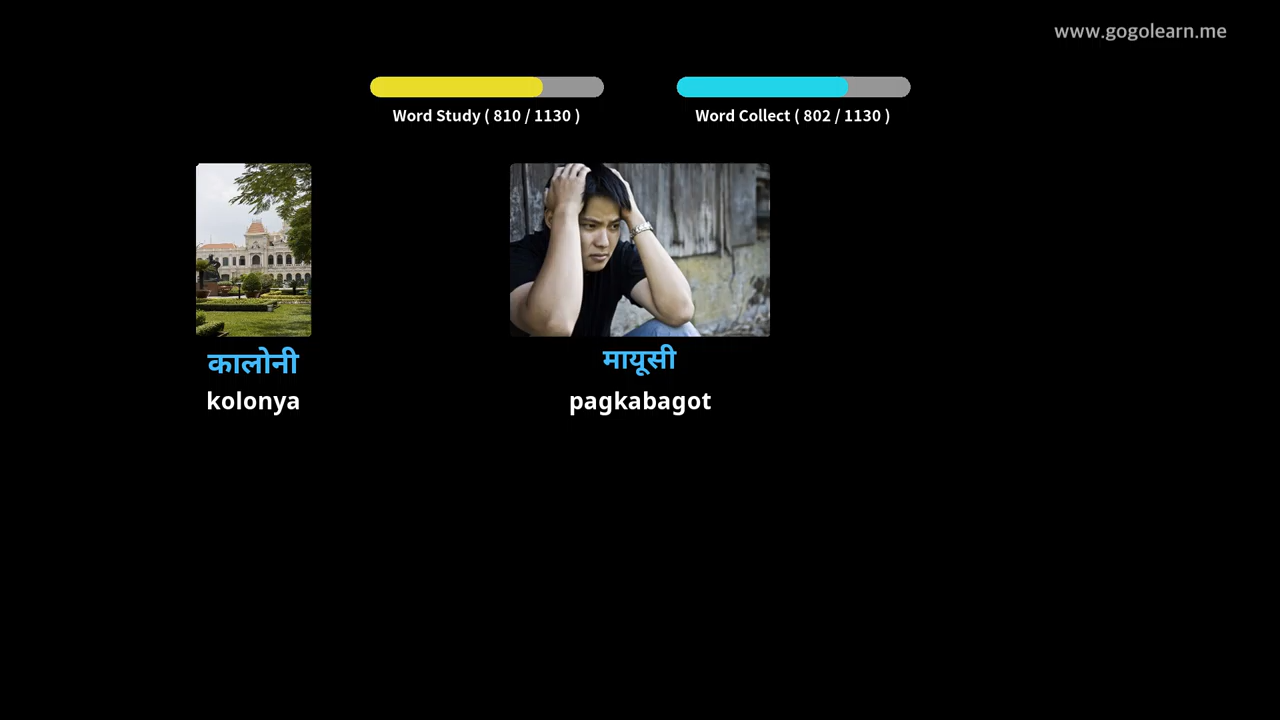 www.gogolearn.me
Word Study ( 810 / 1130 )
Word Collect ( 802 / 1130 )
कालोनी
kolonya
मायूसी
pagkabagot